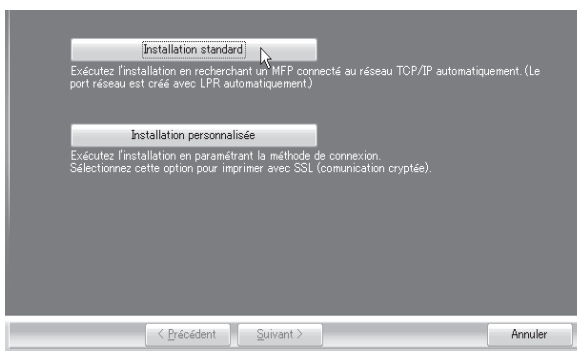 Installation standard
Exécutez l'installation en recherchant un MFP connecté au réseau TCP/IP automatiquement. (Le
port réseau est créé avec LPR automatiquement.)
Installation personnalisée
Exécutez l'installation en paramétrant la méthode de connexion.
Sélectionnez cette option pour imprimer avec SSL (comunication cryptée).
< Précédent
Suivant >
Annuler